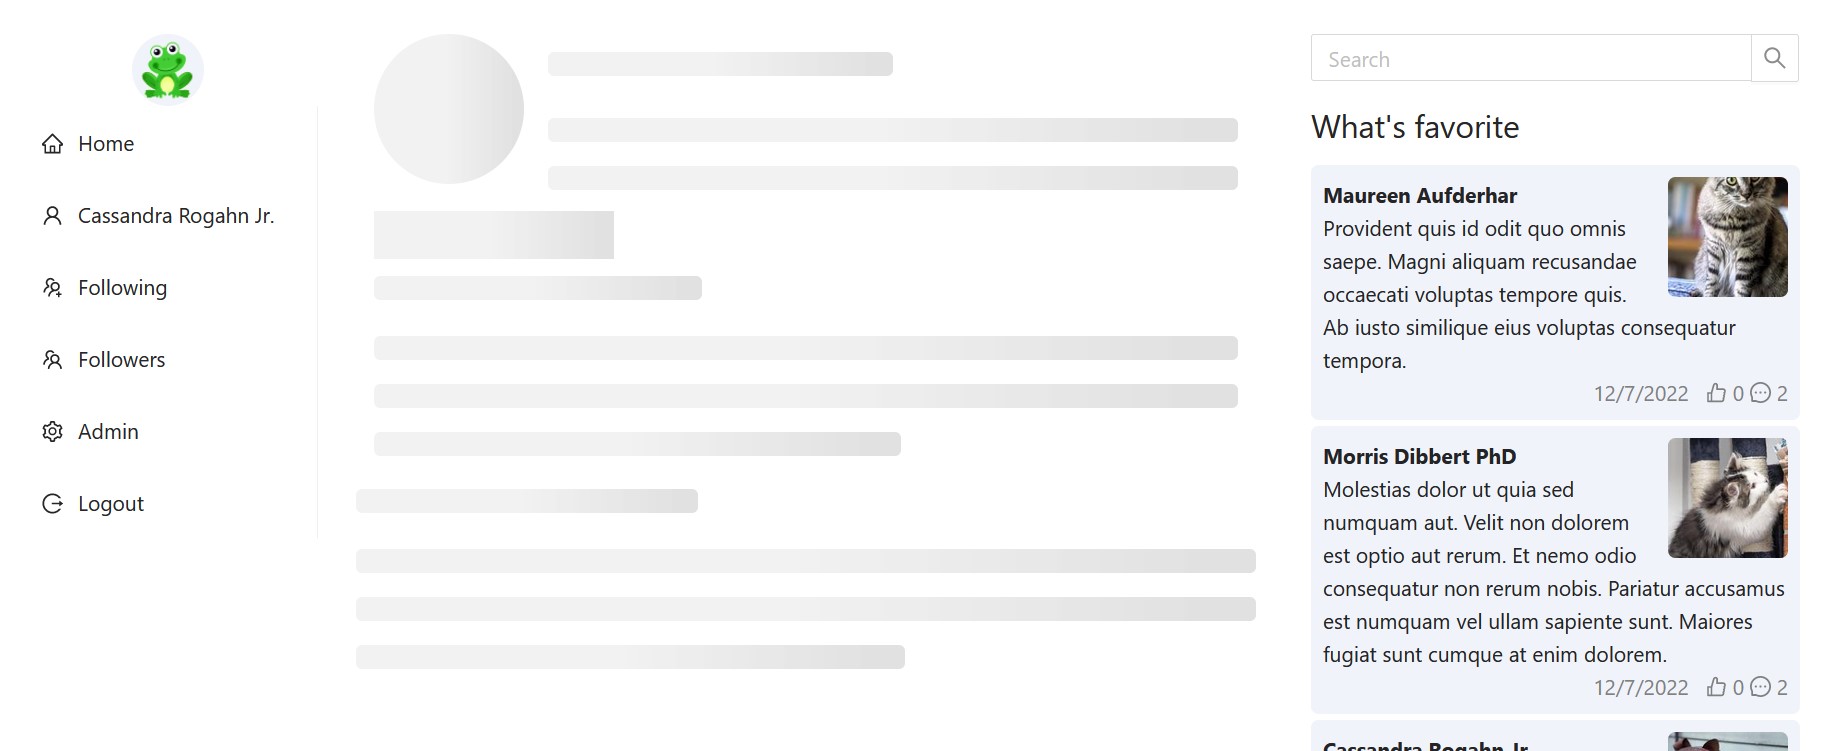 Home
Cassandra Rogahn Jr.
Following
Followers
Admin
Logout
Search
What's favorite
Maureen Aufderhar
Provident quis id odit quo omnis
saepe. Magni aliquam recusandae
occaecati voluptas tempore quis.
Ab iusto similique eius voluptas consequatur
tempora.
12/7/2022 0 2
Morris Dibbert PhD
Molestias dolor ut quia sed
numquam aut. Velit non dolorem
est optio aut rerum. Et nemo odio
consequatur non rerum nobis. Pariatur accusamus
est numquam vel ullam sapiente sunt. Maiores
fugiat sunt cumque at enim dolorem.
12/7/2022 0 2
Cassandra Rogahn Jr.